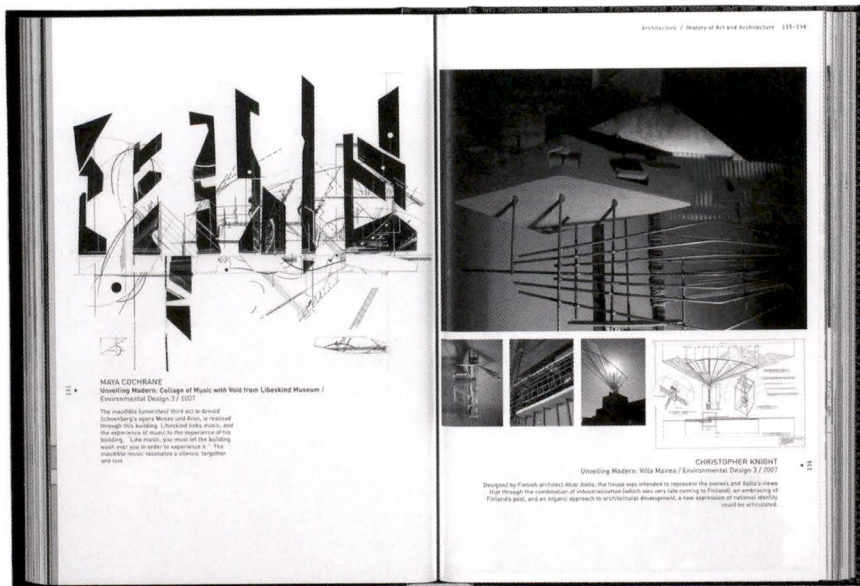 Architecture / History of Art and Architecture 135–138
MAYA COCHRANE
Unveiling Modern: Collage of Music with Void from Libeskind Museum /
Environmental Design 3 / 2007
The inaudible (unwritten) third act in Arnold
Schoenberg's opera Moses und Aron, is realized
through this building. Libeskind links music, and
the experience of music to the experience of his
building. "Like music, you must let the building
wash over you in order to experience it." The
inaudible music resonates a silence, forgotten
and lost.
135
CHRISTOPHER KNIGHT
Unveiling Modern: Villa Mairea / Environmental Design 3 / 2007
Designed by Finnish architect Alvar Aalto, the house was intended to represent the owners and Aalto's views
that through the combination of industrialization (which was very late coming to Finland), an embracing of
Finland's past, and an organic approach to architectural development, a new expression of national identity
could be articulated.
136